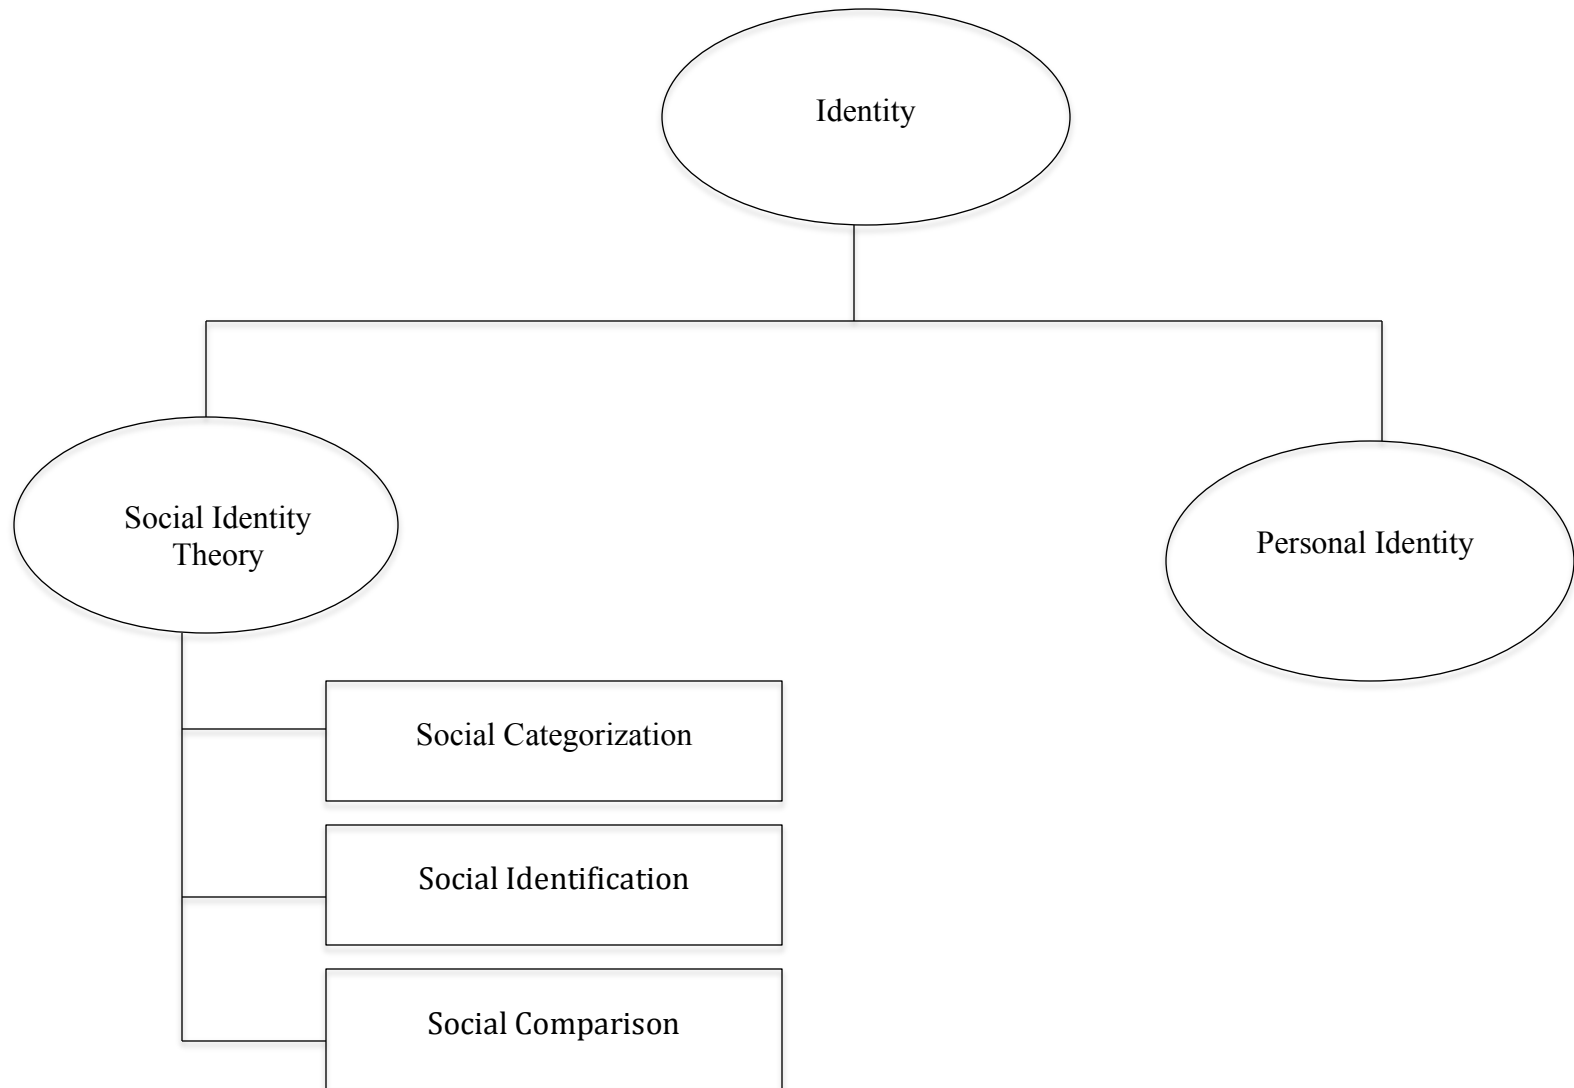 Identity
Social Identity
Theory
Personal Identity
Social Categorization
Social Identification
Social Comparison